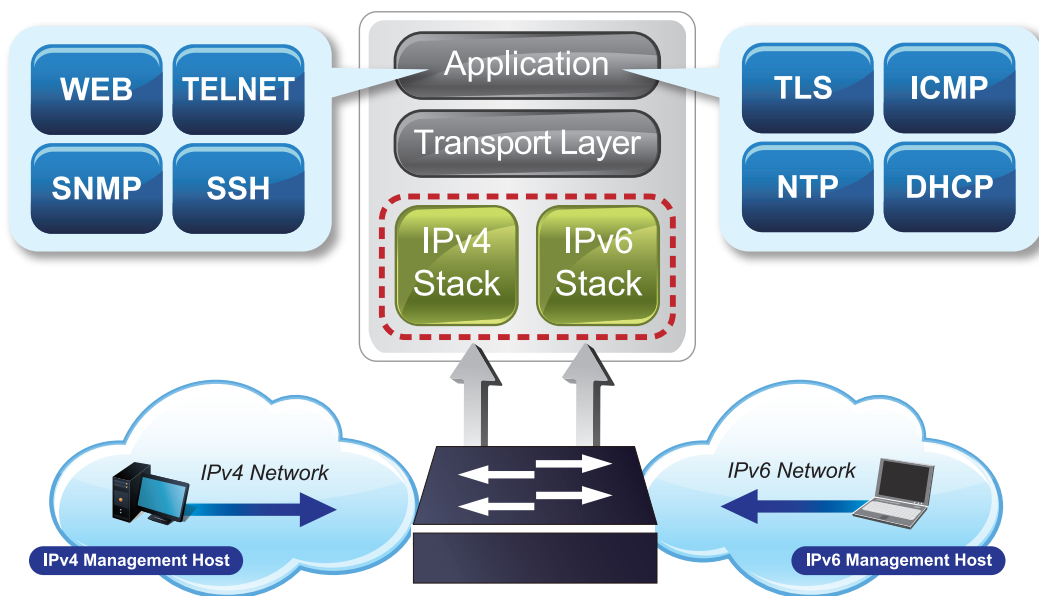 WEB
TELNET
SNMP
SSH
Application
Transport Layer
IPv4
Stack
IPv6
Stack
TLS
ICMP
NTP
DHCP
IPv4 Network
IPv4 Management Host
IPv6 Network
IPv6 Management Host